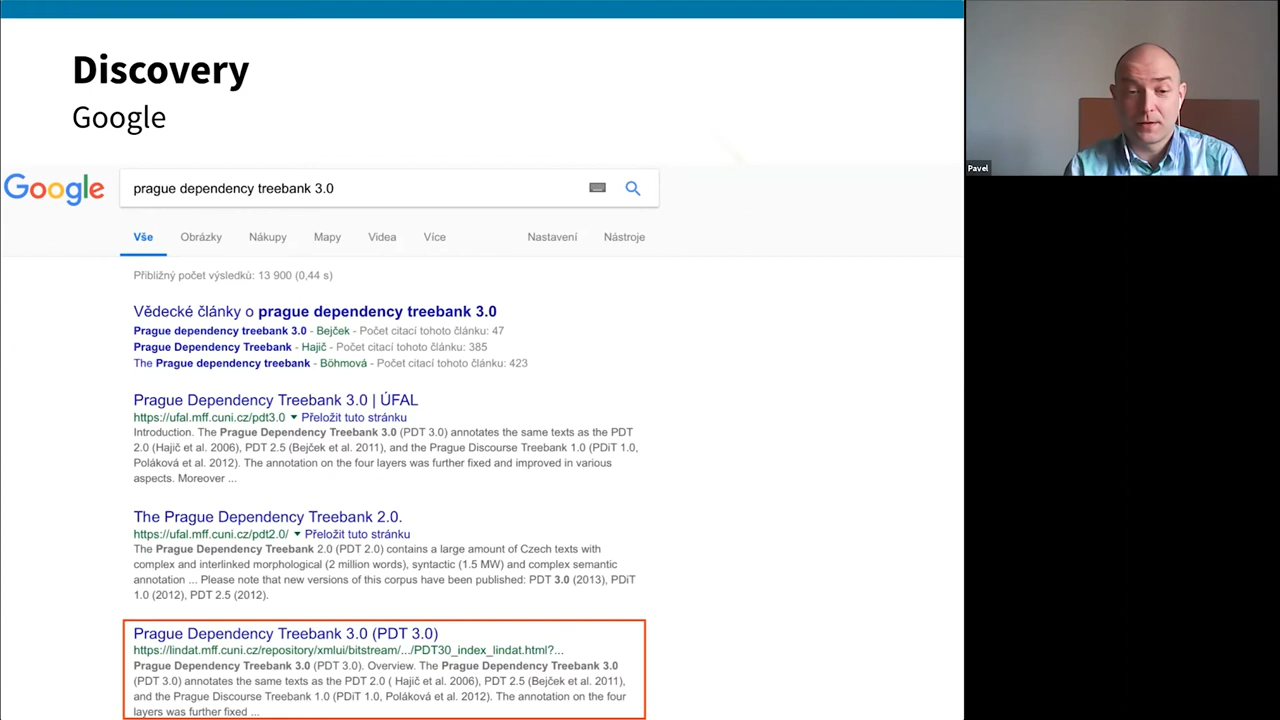 Discovery
Google
Google
prague dependency treebank 3.0
Vše Obrázky Nákupy Mapy Videa Více Nastavení Nástroje
Přibližný počet výsledků: 13 900 (0,44 s)
Vědecké články o prague dependency treebank 3.0
Prague dependency treebank 3.0 - Bejček - Počet citací tohoto článku: 47
Prague Dependency Treebank - Hajič - Počet citací tohoto článku: 385
The Prague dependency treebank - Böhmová - Počet citací tohoto článku: 423
Prague Dependency Treebank 3.0 | ÚFAL
https://ufal.mff.cuni.cz/pdt3.0 ▼ Přeložit tuto stránku
Introduction. The Prague Dependency Treebank 3.0 (PDT 3.0) annotates the same texts as the PDT
2.0 (Hajič et al. 2006), PDT 2.5 (Bejček et al. 2011), and the Prague Discourse Treebank 1.0 (PDiT 1.0,
Poláková et al. 2012). The annotation on the four layers was further fixed and improved in various
aspects. Moreover ...
The Prague Dependency Treebank 2.0.
https://ufal.mff.cuni.cz/pdt2.0/ ▼ Přeložit tuto stránku
The Prague Dependency Treebank 2.0 (PDT 2.0) contains a large amount of Czech texts with
complex and interlinked morphological (2 million words), syntactic (1.5 MW) and complex semantic
annotation ... Please note that new versions of this corpus have been published: PDT 3.0 (2013), PDiT
1.0 (2012), PDT 2.5 (2012).
Prague Dependency Treebank 3.0 (PDT 3.0)
https://lindat.mff.cuni.cz/repository/xmlui/bitstream/.../PDT30_index_lindat.html?...
Prague Dependency Treebank 3.0 (PDT 3.0). Overview. The Prague Dependency Treebank 3.0
(PDT 3.0) annotates the same texts as the PDT 2.0 ( Hajič et al. 2006), PDT 2.5 (Bejček et al. 2011),
and the Prague Discourse Treebank 1.0 (PDiT 1.0, Poláková et al. 2012). The annotation on the four
layers was further fixed ...
Pavel